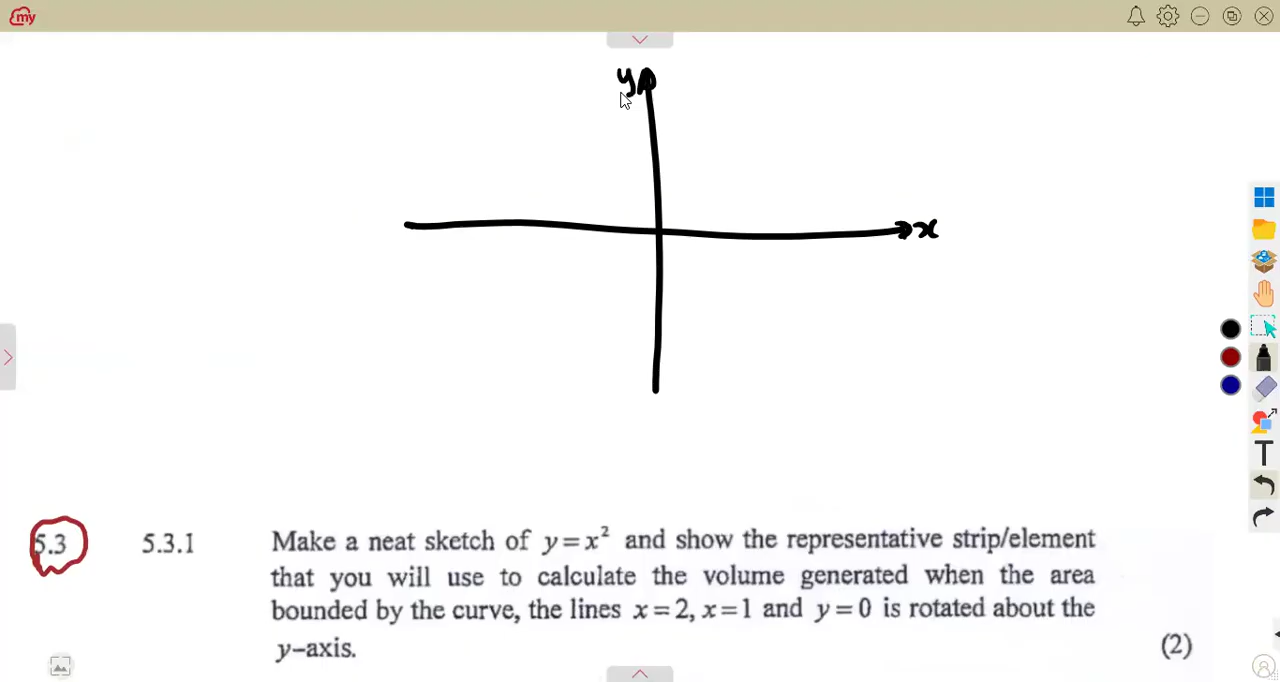 my
y
x
5.3 5.3.1 Make a neat sketch of y = x² and show the representative strip/element
that you will use to calculate the volume generated when the area
bounded by the curve, the lines x = 2, x = 1 and y = 0 is rotated about the
y–axis. (2)
T